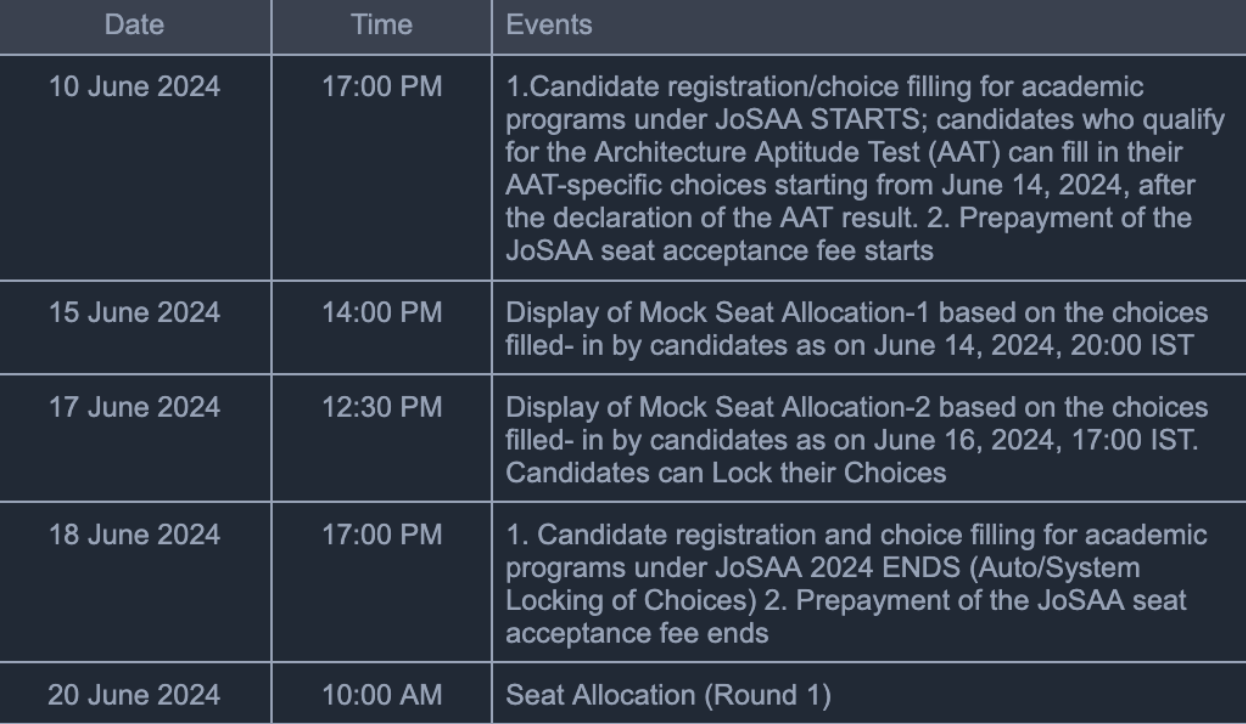 Date Time Events
10 June 2024 17:00 PM 1.Candidate registration/choice filling for academic
programs under JoSAA STARTS; candidates who qualify
for the Architecture Aptitude Test (AAT) can fill in their
AAT-specific choices starting from June 14, 2024, after
the declaration of the AAT result. 2. Prepayment of the
JoSAA seat acceptance fee starts
15 June 2024 14:00 PM Display of Mock Seat Allocation-1 based on the choices
filled- in by candidates as on June 14, 2024, 20:00 IST
17 June 2024 12:30 PM Display of Mock Seat Allocation-2 based on the choices
filled- in by candidates as on June 16, 2024, 17:00 IST.
Candidates can Lock their Choices
18 June 2024 17:00 PM 1. Candidate registration and choice filling for academic
programs under JoSAA 2024 ENDS (Auto/System
Locking of Choices) 2. Prepayment of the JoSAA seat
acceptance fee ends
20 June 2024 10:00 AM Seat Allocation (Round 1)